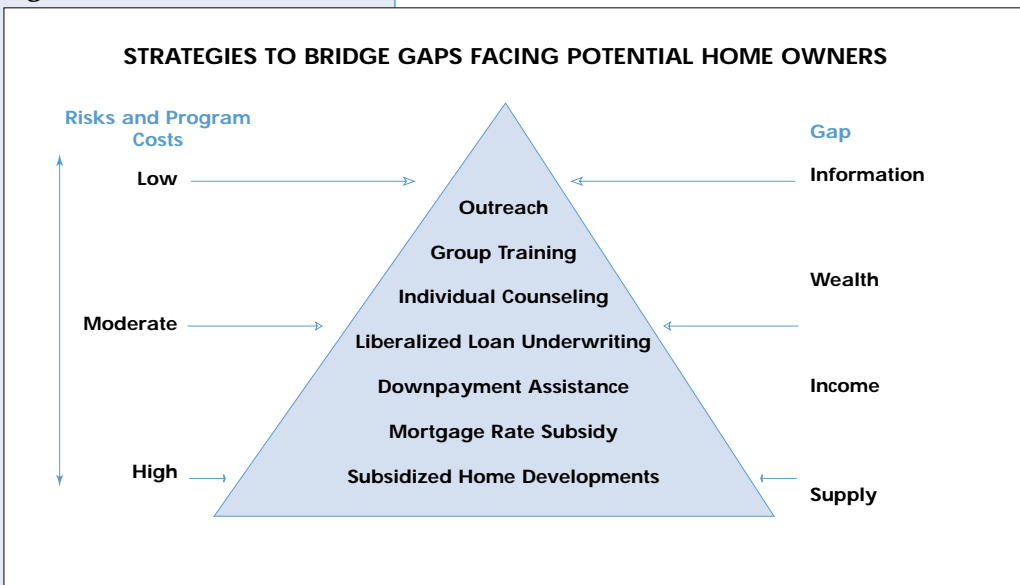 STRATEGIES TO BRIDGE GAPS FACING POTENTIAL HOME OWNERS
Risks and Program
Costs
Low
Moderate
High
Outreach
Group Training
Individual Counseling
Liberalized Loan Underwriting
Downpayment Assistance
Mortgage Rate Subsidy
Subsidized Home Developments
Gap
Information
Wealth
Income
Supply